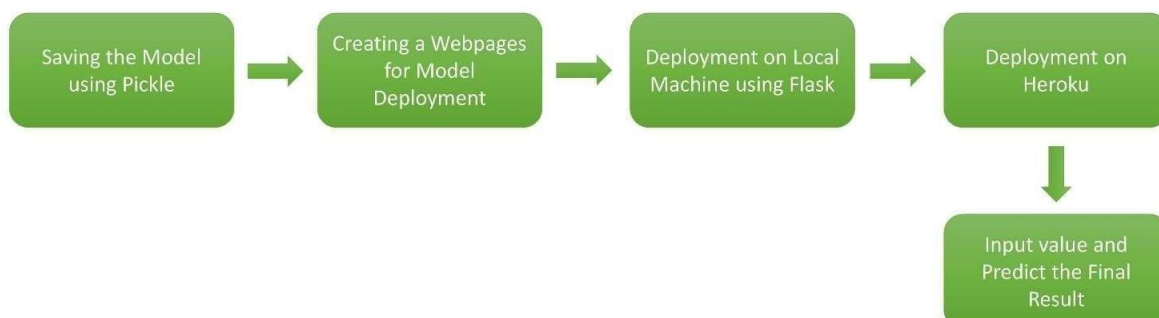 Saving the Model
using Pickle
Creating a Webpages
for Model
Deployment
Deployment on Local
Machine using Flask
Deployment on
Heroku
Input value and
Predict the Final
Result